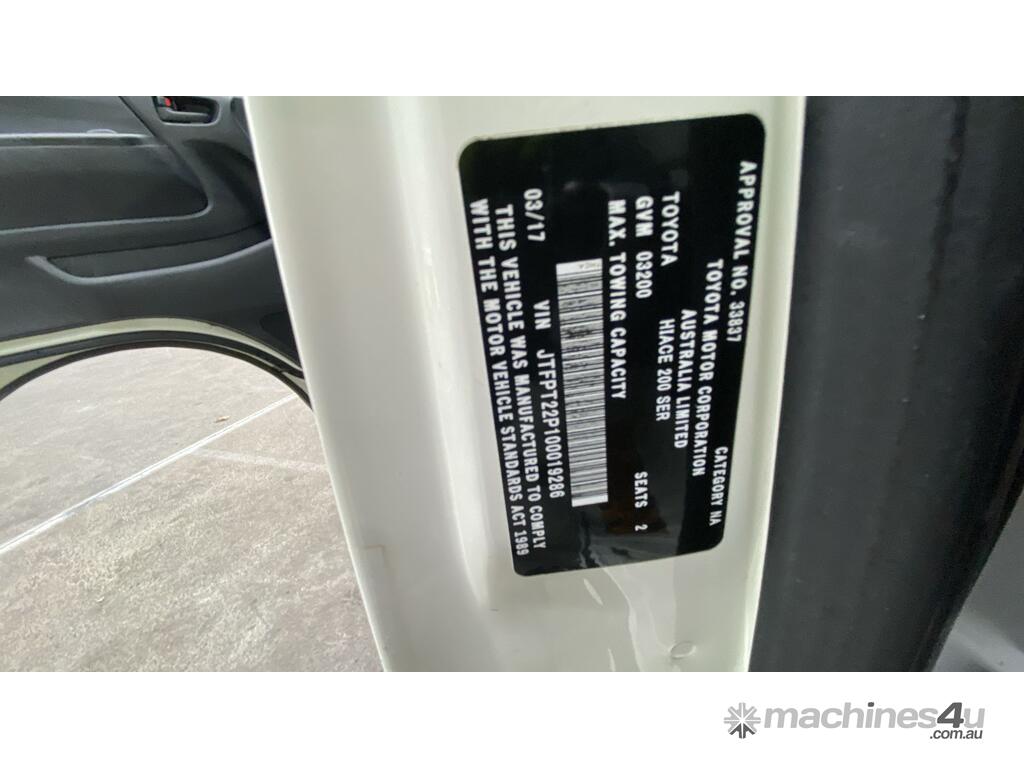 APPROVAL NO. 33837 CATEGORY NA
TOYOTA MOTOR CORPORATION
AUSTRALIA LIMITED
TOYOTA HIACE 200 SER
GVM 03200 SEATS 2
MAX. TOWING CAPACITY
03/17 VIN JTFPT22P100019286
THIS VEHICLE WAS MANUFACTURED TO COMPLY
WITH THE MOTOR VEHICLE STANDARDS ACT 1989
machines4u
.com.au